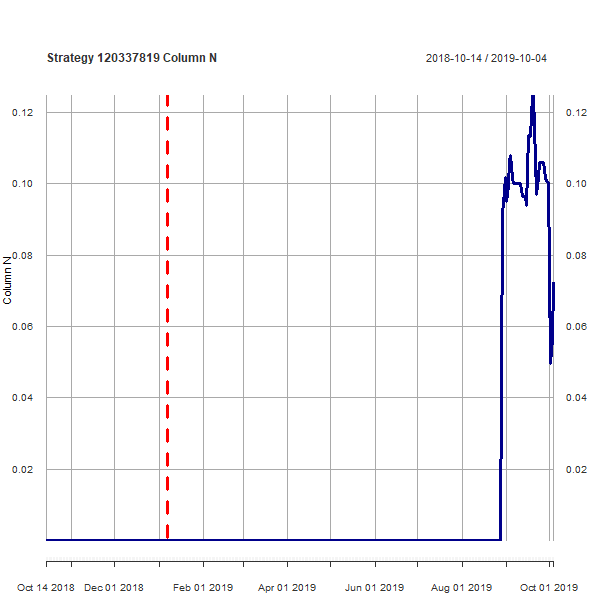 Strategy 120337819 Column N 2018-10-14 / 2019-10-04
0.12 0.12
0.10 0.10
0.08 0.08
Column N
0.06 0.06
0.04 0.04
0.02 0.02
Oct 14 2018 Dec 01 2018 Feb 01 2019 Apr 01 2019 Jun 01 2019 Aug 01 2019 Oct 01 2019